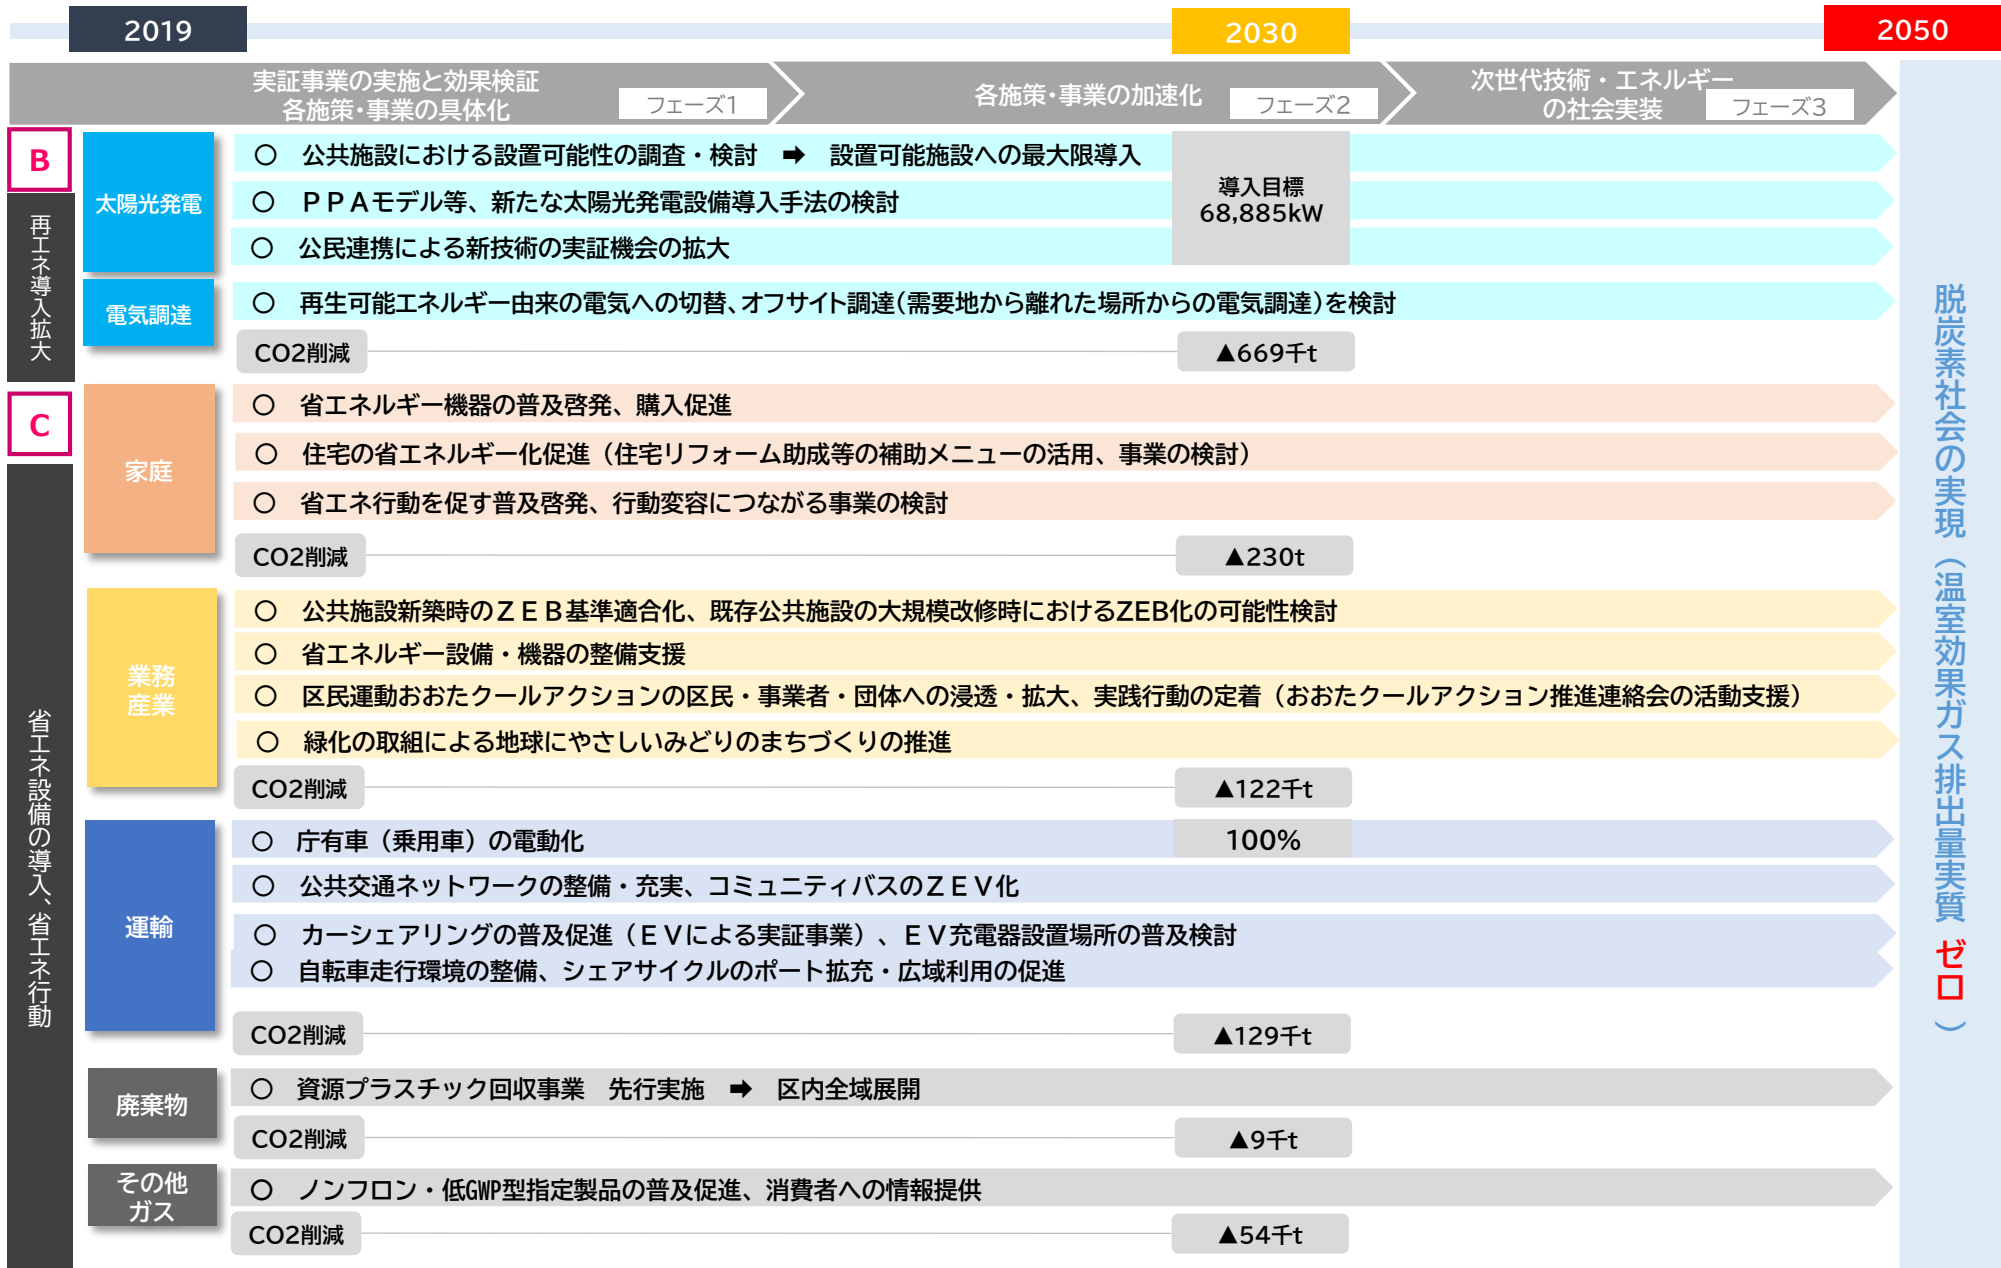 2019
2030
2050
実証事業の実施と効果検証
各施策・事業の具体化
フェーズ1
各施策・事業の加速化
フェーズ2
次世代技術・エネルギー
の社会実装
フェーズ3
B
再エネ導入拡大
太陽光発電
〇 公共施設における設置可能性の調査・検討 ➡ 設置可能施設への最大限導入
〇 ＰＰＡモデル等、新たな太陽光発電設備導入手法の検討
〇 公民連携による新技術の実証機会の拡大
導入目標
68,885kW
電気調達
〇 再生可能エネルギー由来の電気への切替、オフサイト調達(需要地から離れた場所からの電気調達)を検討
CO2削減
▲669千t
C
省エネ設備の導入、省エネ行動
家庭
〇 省エネルギー機器の普及啓発、購入促進
〇 住宅の省エネルギー化促進（住宅リフォーム助成等の補助メニューの活用、事業の検討）
〇 省エネ行動を促す普及啓発、行動変容につながる事業の検討
CO2削減
▲230t
業務
産業
〇 公共施設新築時のＺＥＢ基準適合化、既存公共施設の大規模改修時におけるZEB化の可能性検討
〇 省エネルギー設備・機器の整備支援
〇 区民運動おおたクールアクションの区民・事業者・団体への浸透・拡大、実践行動の定着（おおたクールアクション推進連絡会の活動支援）
〇 緑化の取組による地球にやさしいみどりのまちづくりの推進
CO2削減
▲122千t
運輸
〇 庁有車（乗用車）の電動化
100%
〇 公共交通ネットワークの整備・充実、コミュニティバスのＺＥＶ化
〇 カーシェアリングの普及促進（ＥＶによる実証事業）、ＥＶ充電器設置場所の普及検討
〇 自転車走行環境の整備、シェアサイクルのポート拡充・広域利用の促進
CO2削減
▲129千t
廃棄物
〇 資源プラスチック回収事業 先行実施 ➡ 区内全域展開
CO2削減
▲9千t
その他
ガス
〇 ノンフロン・低GWP型指定製品の普及促進、消費者への情報提供
CO2削減
▲54千t
脱炭素社会の実現（温室効果ガス排出量実質 ゼロ）